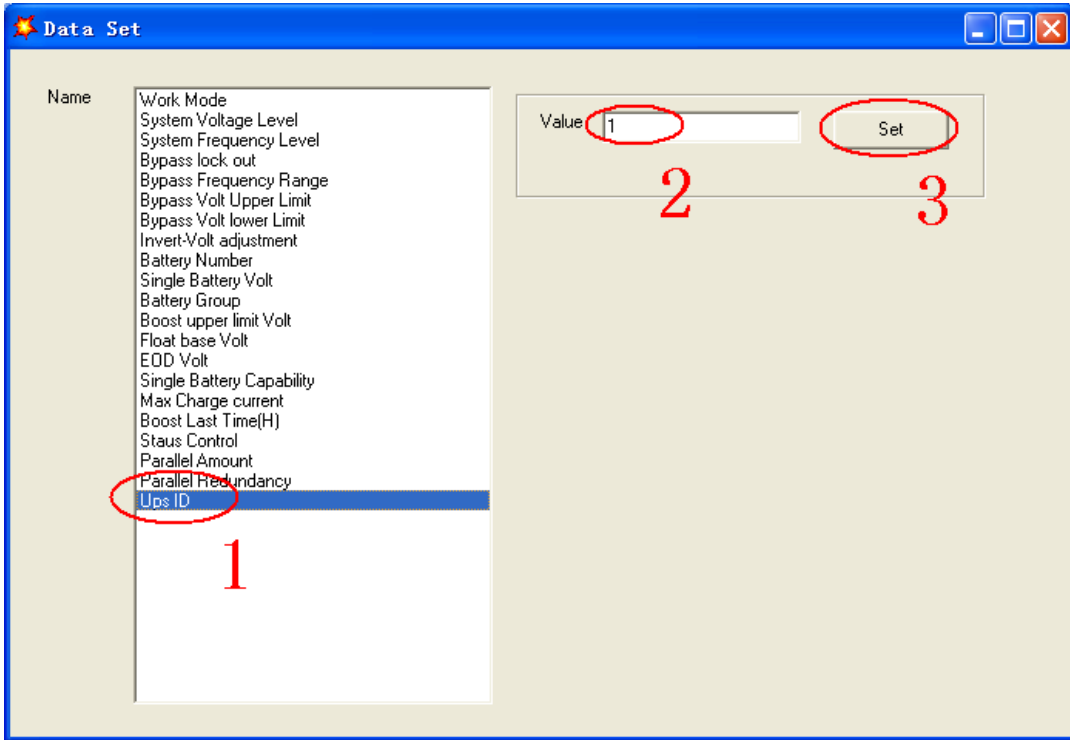 Data Set
Name
Work Mode
System Voltage Level
System Frequency Level
Bypass lock out
Bypass Frequency Range
Bypass Volt Upper Limit
Bypass Volt lower Limit
Invert-Volt adjustment
Battery Number
Single Battery Volt
Battery Group
Boost upper limit Volt
Float base Volt
EOD Volt
Single Battery Capability
Max Charge current
Boost Last Time(H)
Staus Control
Parallel Amount
Parallel Redundancy
Ups ID
1
Value
1
Set
2
3